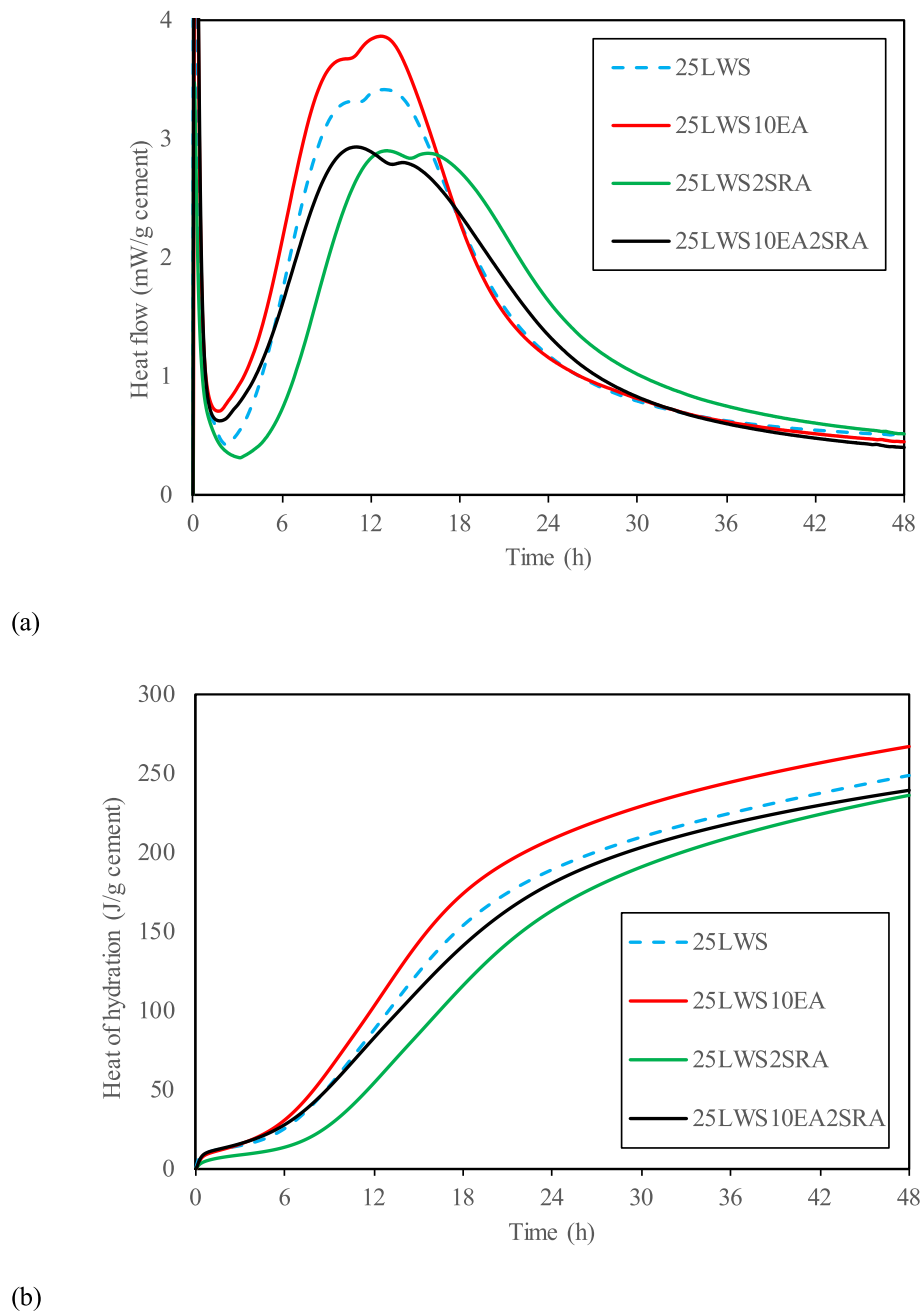 4
3
2
1
0
Heat flow (mW/g cement)
25LWS
25LWS10EA
25LWS2SRA
25LWS10EA2SRA
0 6 12 18 24 30 36 42 48
Time (h)
(a)
300
250
200
150
100
50
0
Heat of hydration (J/g cement)
25LWS
25LWS10EA
25LWS2SRA
25LWS10EA2SRA
0 6 12 18 24 30 36 42 48
Time (h)
(b)